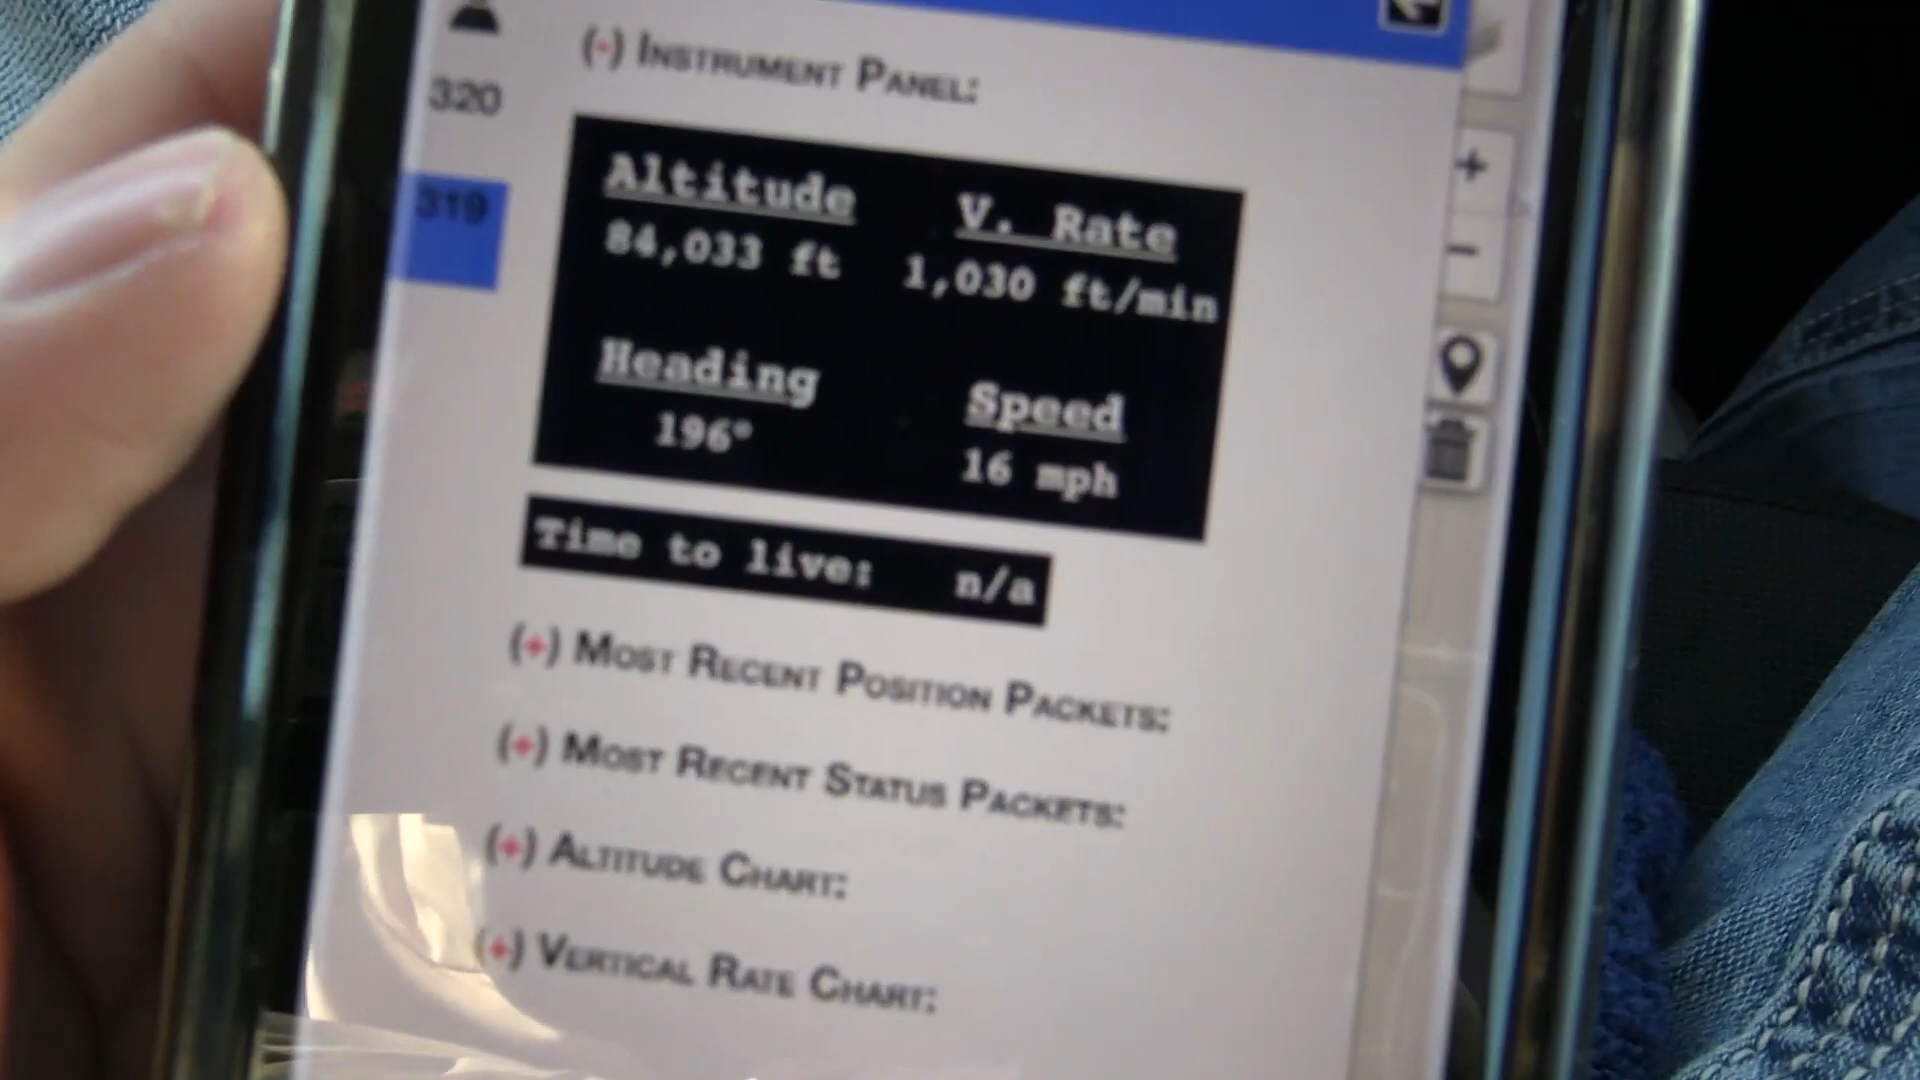 (-) INSTRUMENT PANEL:
320
319
Altitude V. Rate
84,033 ft 1,030 ft/min
Heading Speed
196° 16 mph
Time to live: n/a
(+) MOST RECENT POSITION PACKETS:
(+) MOST RECENT STATUS PACKETS:
(+) ALTITUDE CHART:
(+) VERTICAL RATE CHART:
+
−